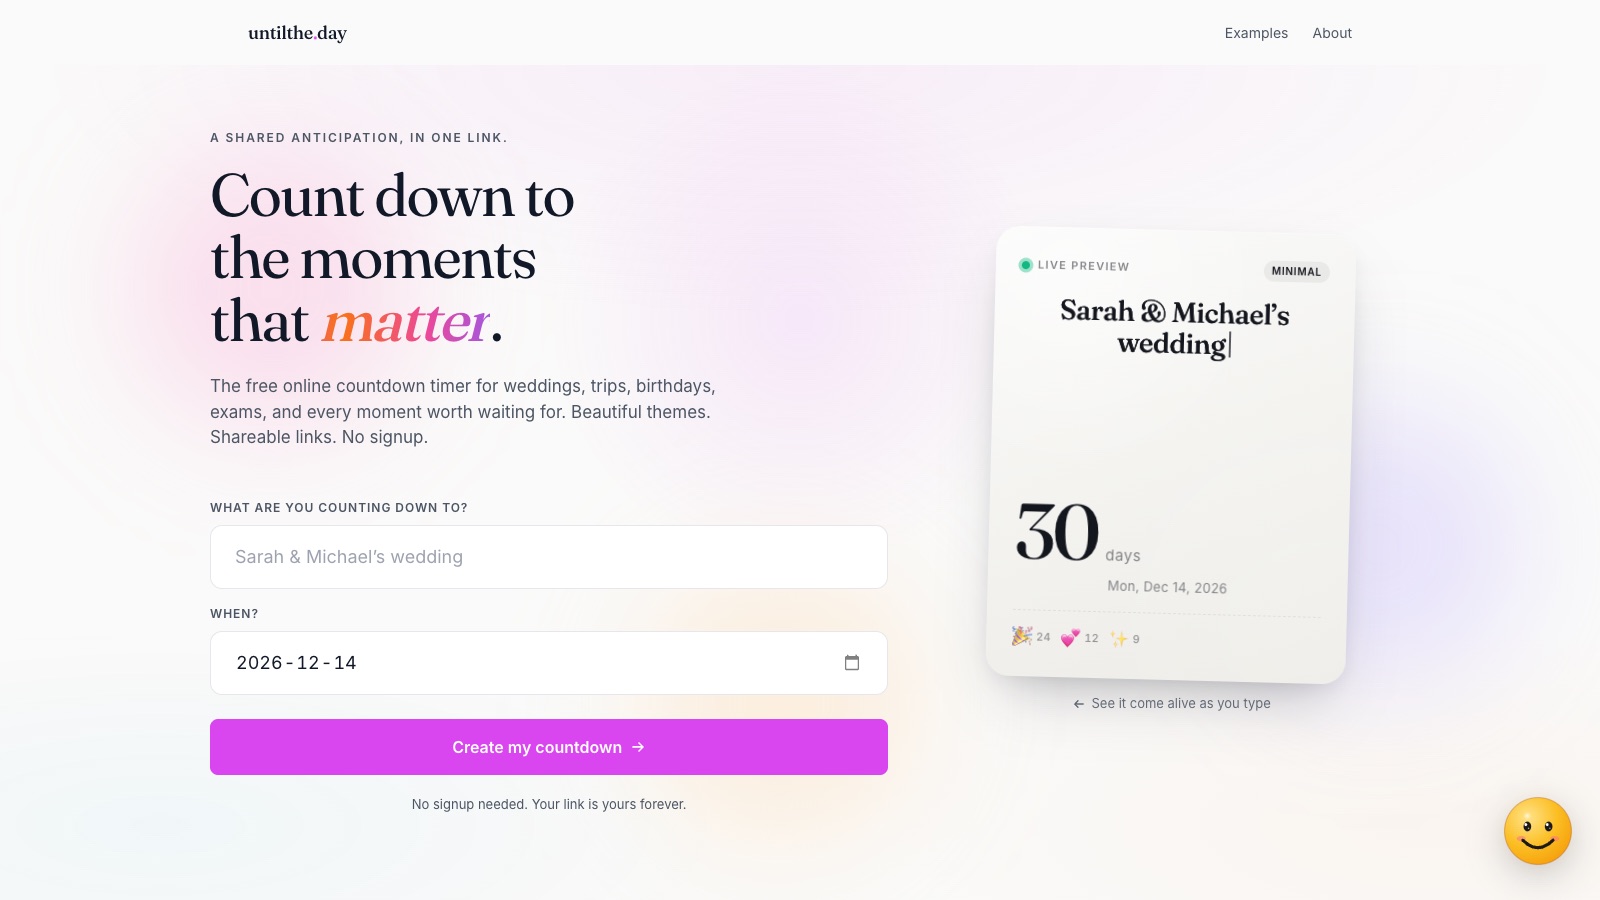 untilthe.day
Examples
About
A SHARED ANTICIPATION, IN ONE LINK.
Count down to
the moments
that matter.
The free online countdown timer for weddings, trips, birthdays,
exams, and every moment worth waiting for. Beautiful themes.
Shareable links. No signup.
WHAT ARE YOU COUNTING DOWN TO?
Sarah & Michael’s wedding
WHEN?
2026-12-14
Create my countdown →
No signup needed. Your link is yours forever.
LIVE PREVIEW
MINIMAL
Sarah & Michael’s
wedding
30 days
Mon, Dec 14, 2026
🎉 24 💕 12 ✨ 9
← See it come alive as you type